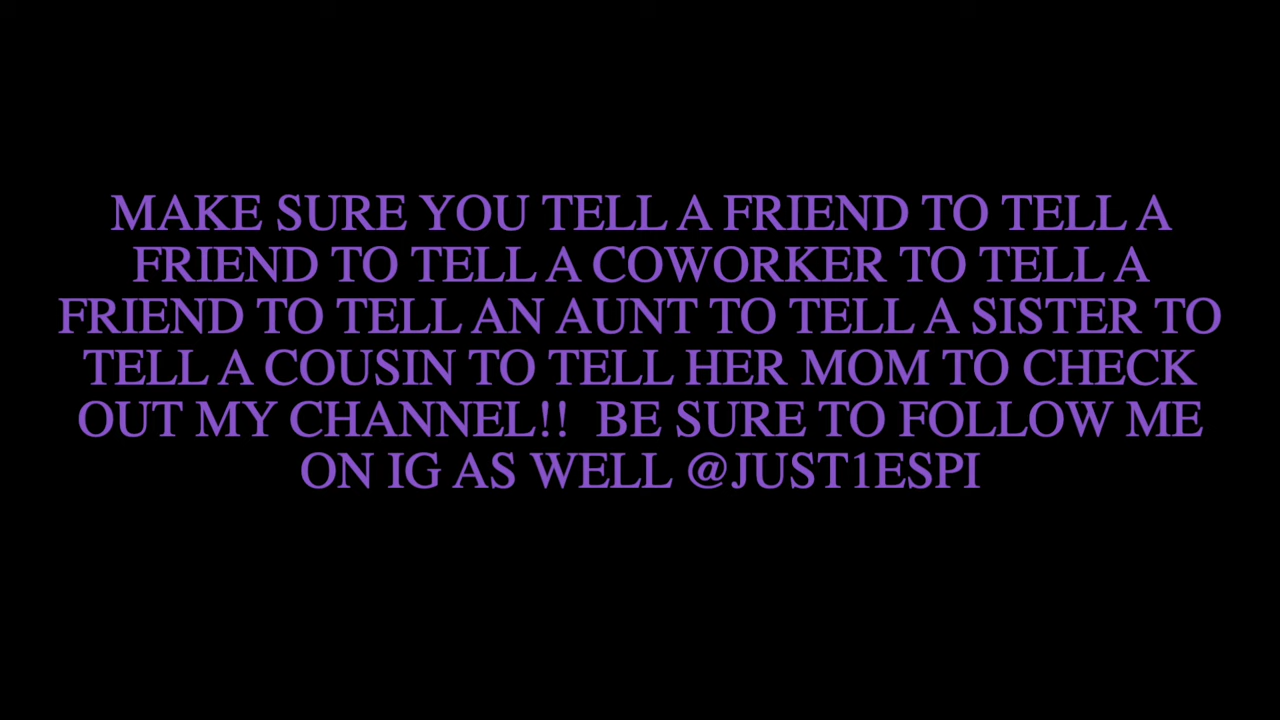 MAKE SURE YOU TELL A FRIEND TO TELL A
FRIEND TO TELL A COWORKER TO TELL A
FRIEND TO TELL AN AUNT TO TELL A SISTER TO
TELL A COUSIN TO TELL HER MOM TO CHECK
OUT MY CHANNEL!!  BE SURE TO FOLLOW ME
ON IG AS WELL @JUST1ESPI